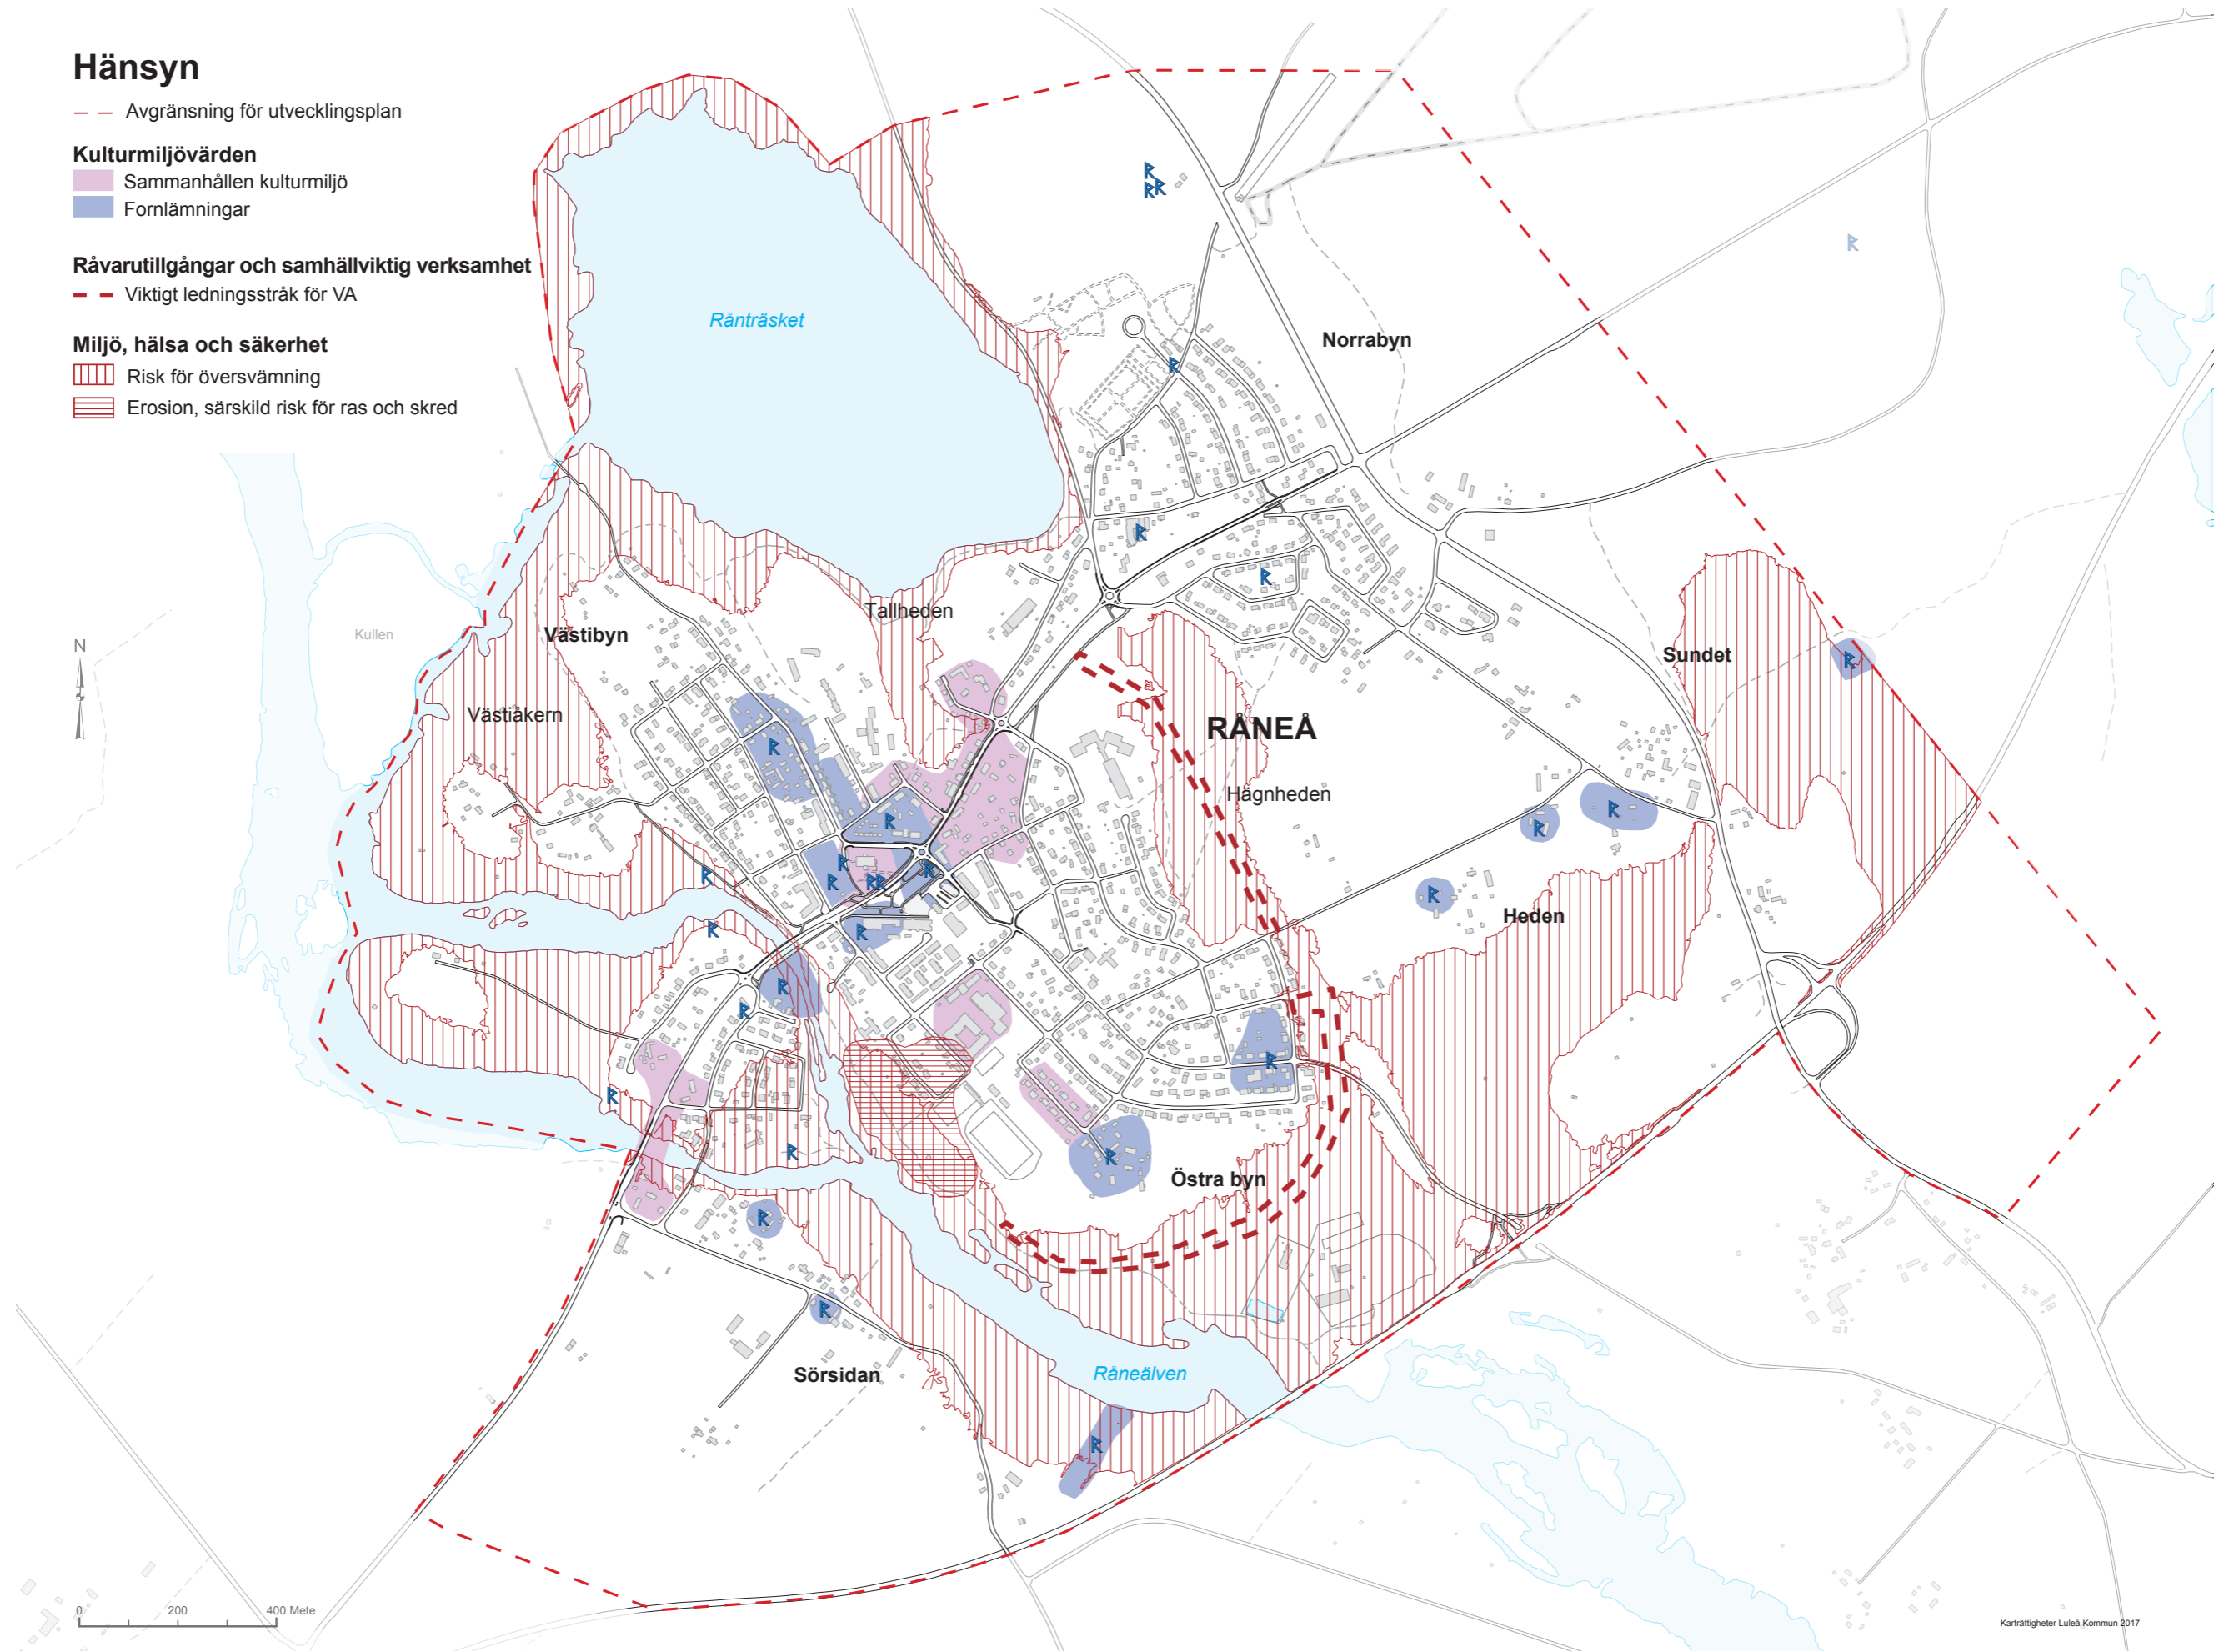 Hänsyn
Avgränsning för utvecklingsplan
Kulturmiljövärden
Sammanhållen kulturmiljö
Fornlämningar
Råvarutillgångar och samhällviktig verksamhet
Viktigt ledningsstråk för VA
Miljö, hälsa och säkerhet
Risk för översvämning
Erosion, särskild risk för ras och skred
Rånträsket
Norrabyn
Tallheden
Kullen
Västibyn
N
Sundet
Västiåkern
RÅNEÅ
Hägnheden
Heden
Östra byn
Sörsidan
Råneälven
0 200 400 Mete
Karträttigheter Luleå Kommun 2017